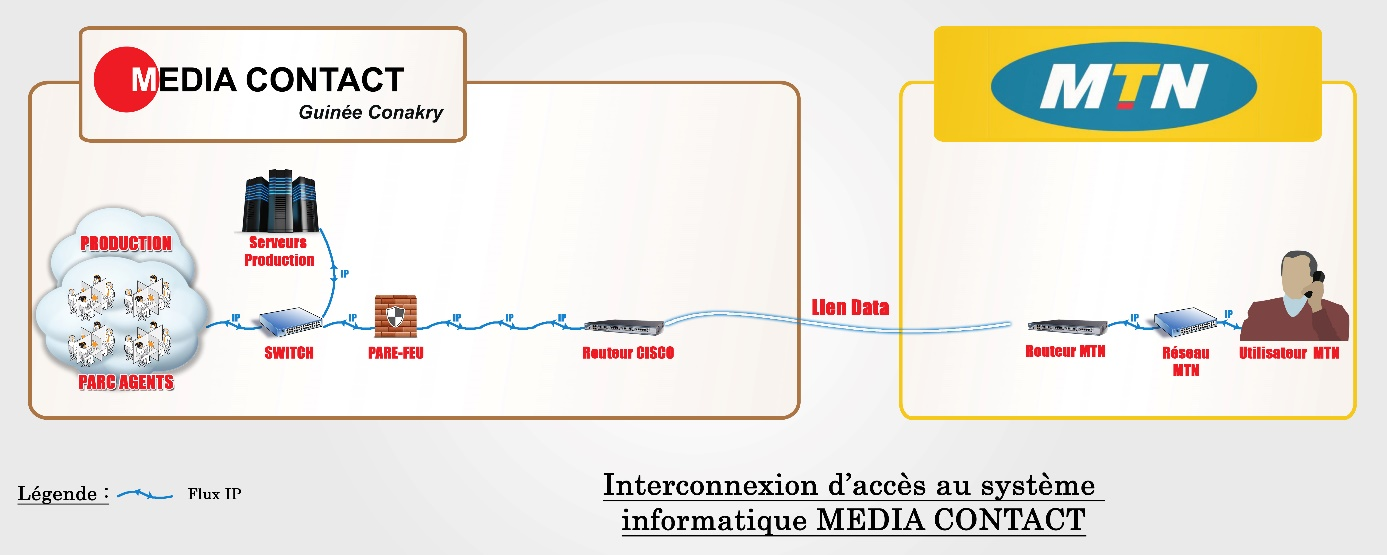 MEDIA CONTACT
Guinée Conakry
MTN
PRODUCTION
Serveurs
Production
IP
IP
IP
IP
IP
IP
Lien Data
IP
IP
SWITCH
PARE-FEU
Routeur CISCO
Routeur MTN
Réseau
MTN
Utilisateur MTN
PARC AGENTS
Légende :
Flux IP
Interconnexion d'accès au système
informatique MEDIA CONTACT